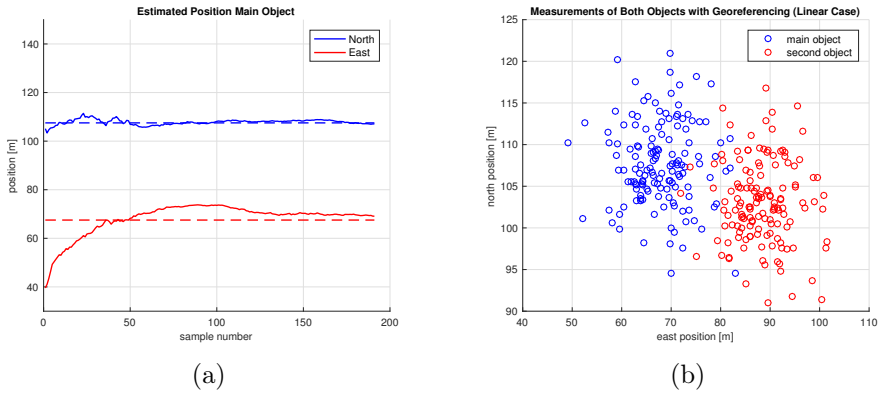 Estimated Position Main Object
position [m]
140
120
100
80
60
40
0
50
100
150
200
sample number
North
East
(a)
Measurements of Both Objects with Georeferencing (Linear Case)
north position [m]
125
120
115
110
105
100
95
90
40
50
60
70
80
90
100
110
east position [m]
main object
second object
(b)